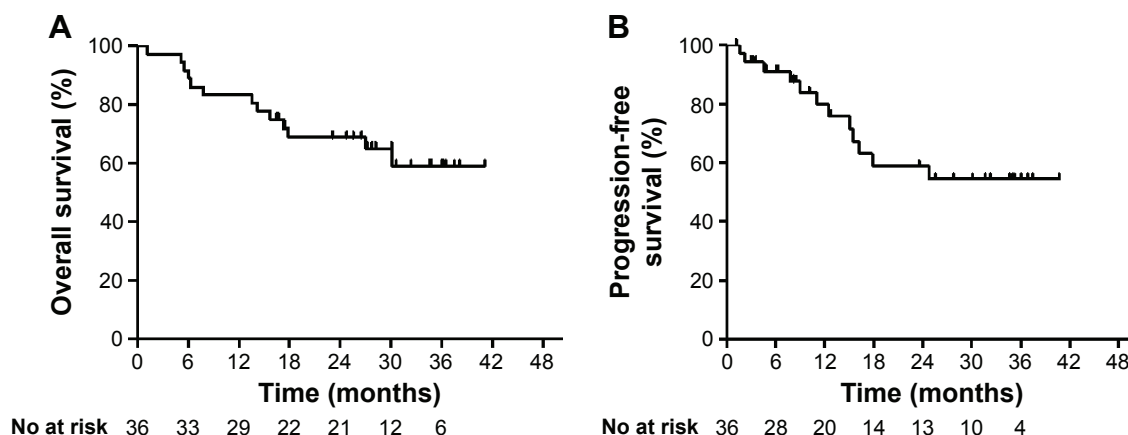 A
Overall survival (%)
100
80
60
40
20
0
0 6 12 18 24 30 36 42 48
Time (months)
No at risk 36 33 29 22 21 12 6
B
Progression-free
survival (%)
100
80
60
40
20
0
0 6 12 18 24 30 36 42 48
Time (months)
No at risk 36 28 20 14 13 10 4